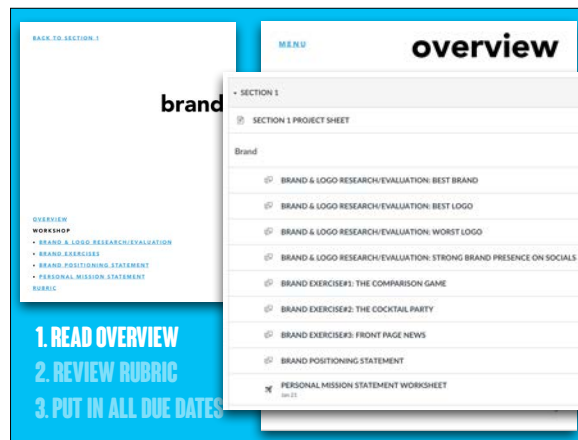 BACK TO SECTION 1
brand
OVERVIEW
WORKSHOP
• BRAND & LOGO RESEARCH/EVALUATION
• BRAND EXERCISES
• BRAND POSITIONING STATEMENT
• PERSONAL MISSION STATEMENT
RUBRIC
MENU
overview
SECTION 1
SECTION 1 PROJECT SHEET
Brand
BRAND & LOGO RESEARCH/EVALUATION: BEST BRAND
BRAND & LOGO RESEARCH/EVALUATION: BEST LOGO
BRAND & LOGO RESEARCH/EVALUATION: WORST LOGO
BRAND & LOGO RESEARCH/EVALUATION: STRONG BRAND PRESENCE ON SOCIALS
BRAND EXERCISE#1: THE COMPARISON GAME
BRAND EXERCISE#2: THE COCKTAIL PARTY
BRAND EXERCISE#3: FRONT PAGE NEWS
BRAND POSITIONING STATEMENT
PERSONAL MISSION STATEMENT WORKSHEET
Jan 21
1. READ OVERVIEW
2. REVIEW RUBRIC
3. PUT IN ALL DUE DATES